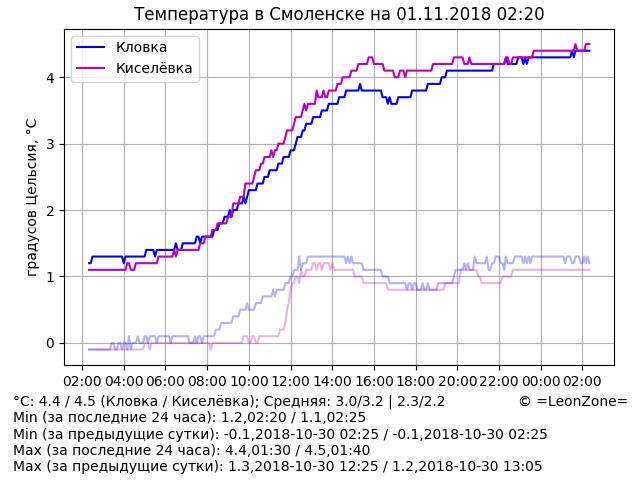 Температура в Смоленске на 01.11.2018 02:20
Кловка
Киселёвка
градусов Цельсия, °C
4
3
2
1
0
02:00 04:00 06:00 08:00 10:00 12:00 14:00 16:00 18:00 20:00 22:00 00:00 02:00
°C: 4.4 / 4.5 (Кловка / Киселёвка); Средняя: 3.0/3.2 | 2.3/2.2 © =LeonZone=
Min (за последние 24 часа): 1.2,02:20 / 1.1,02:25
Min (за предыдущие сутки): -0.1,2018-10-30 02:25 / -0.1,2018-10-30 02:25
Max (за последние 24 часа): 4.4,01:30 / 4.5,01:40
Max (за предыдущие сутки): 1.3,2018-10-30 12:25 / 1.2,2018-10-30 13:05